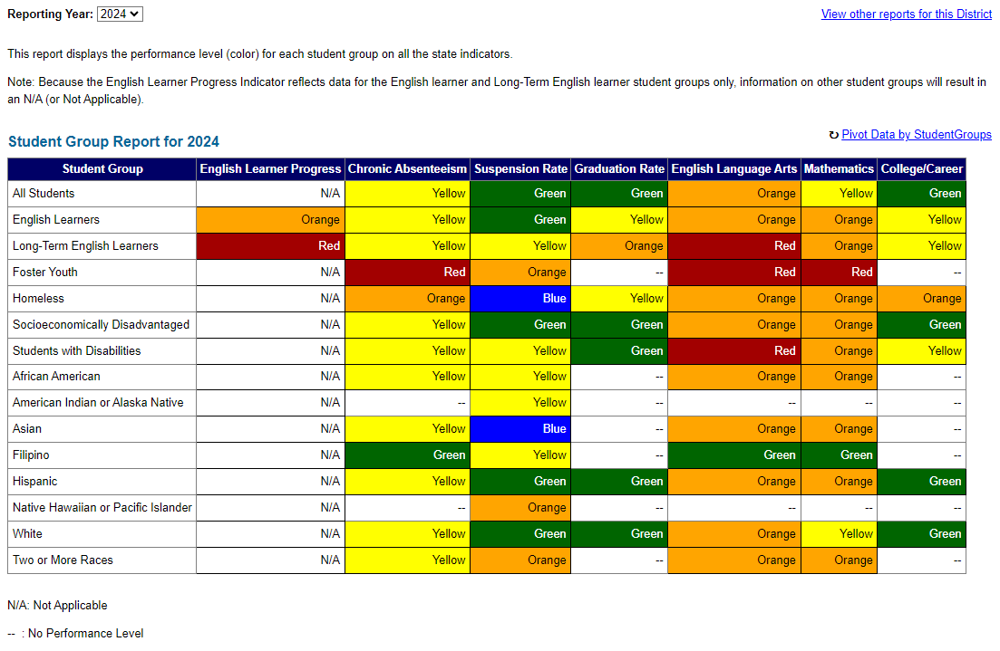 Reporting Year: 2024
View other reports for this District
This report displays the performance level (color) for each student group on all the state indicators.
Note: Because the English Learner Progress Indicator reflects data for the English learner and Long-Term English learner student groups only, information on other student groups will result in
an N/A (or Not Applicable).
Student Group Report for 2024
↻ Pivot Data by StudentGroups
Student Group English Learner Progress Chronic Absenteeism Suspension Rate Graduation Rate English Language Arts Mathematics College/Career
All Students N/A Yellow Green Green Orange Yellow Green
English Learners Orange Yellow Green Yellow Orange Orange Yellow
Long-Term English Learners Red Yellow Yellow Orange Red Orange Yellow
Foster Youth N/A Red Orange -- Red Red --
Homeless N/A Orange Blue Yellow Orange Orange Orange
Socioeconomically Disadvantaged N/A Yellow Green Green Orange Orange Green
Students with Disabilities N/A Yellow Yellow Green Red Orange Yellow
African American N/A Yellow Yellow -- Orange Orange --
American Indian or Alaska Native N/A -- Yellow -- -- -- --
Asian N/A Yellow Blue -- Orange Orange --
Filipino N/A Green Yellow -- Green Green --
Hispanic N/A Yellow Green Green Orange Orange Green
Native Hawaiian or Pacific Islander N/A -- Orange -- -- -- --
White N/A Yellow Green Green Orange Yellow Green
Two or More Races N/A Yellow Orange -- Orange Orange --
N/A: Not Applicable
-- : No Performance Level